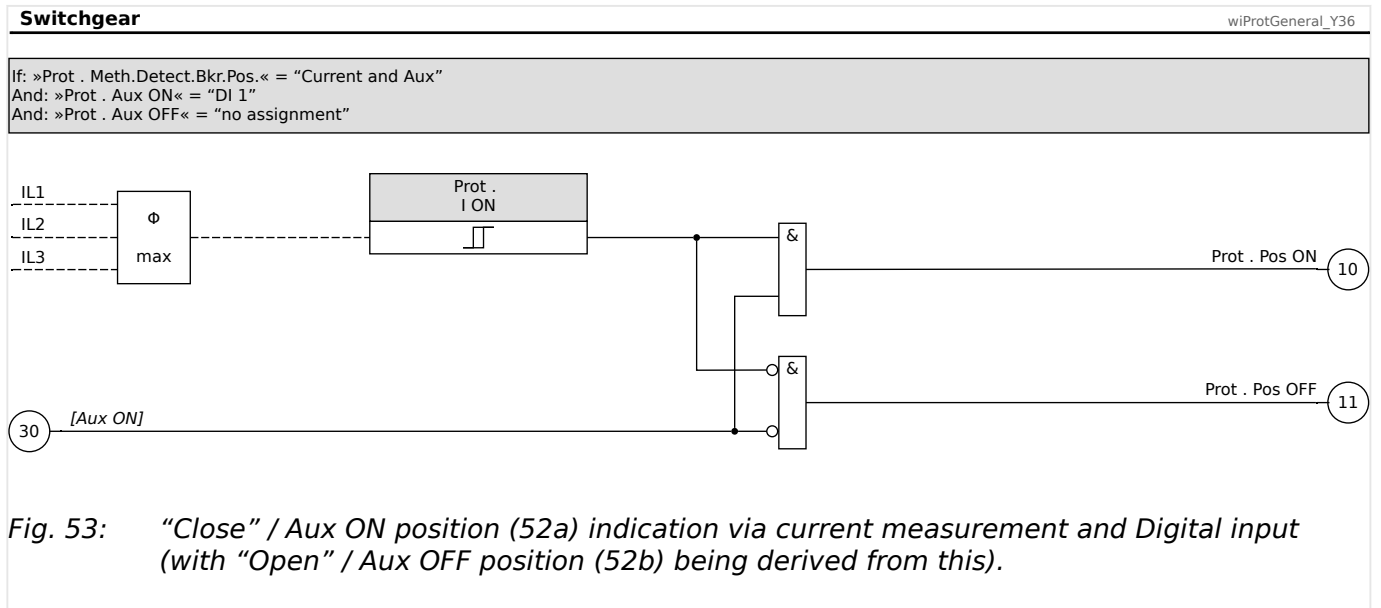 Switchgear
wiProtGeneral_Y36
If: »Prot . Meth.Detect.Bkr.Pos.« = “Current and Aux”
And: »Prot . Aux ON« = “DI 1”
And: »Prot . Aux OFF« = “no assignment”
IL1
IL2
IL3
Φ
max
Prot .
I ON
&
Prot . Pos ON
10
&
Prot . Pos OFF
11
30
[Aux ON]
Fig. 53: “Close” / Aux ON position (52a) indication via current measurement and Digital input
(with “Open” / Aux OFF position (52b) being derived from this).